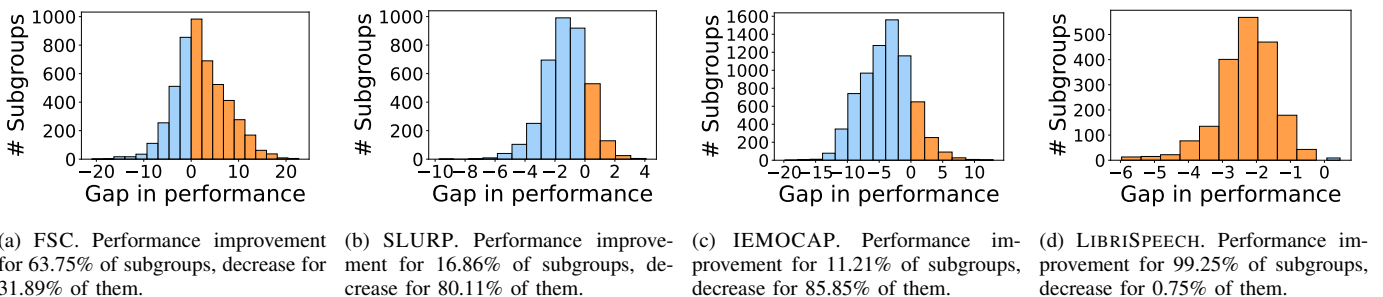 1000
800
600
400
200
0
# Subgroups
−20 −10 0 10 20
Gap in performance
1000
800
600
400
200
0
# Subgroups
−10 −8 −6 −4 −2 0 2 4
Gap in performance
1600
1400
1200
1000
800
600
400
200
0
# Subgroups
−20 −15 −10 −5 0 5 10
Gap in performance
500
400
300
200
100
0
# Subgroups
−6 −5 −4 −3 −2 −1 0
Gap in performance
(a) FSC. Performance improvement
for 63.75% of subgroups, decrease for
31.89% of them.
(b) SLURP. Performance improve-
ment for 16.86% of subgroups, de-
crease for 80.11% of them.
(c) IEMOCAP. Performance im-
provement for 11.21% of subgroups,
decrease for 85.85% of them.
(d) LIBRISPEECH. Performance im-
provement for 99.25% of subgroups,
decrease for 0.75% of them.